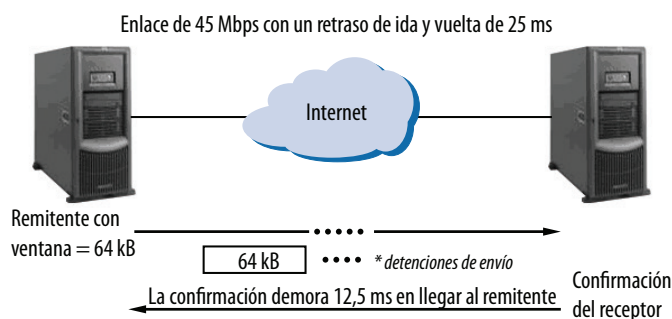 Enlace de 45 Mbps con un retraso de ida y vuelta de 25 ms
Internet
Remitente con
ventana = 64 kB
64 kB
* detenciones de envío
La confirmación demora 12,5 ms en llegar al remitente
Confirmación
del receptor